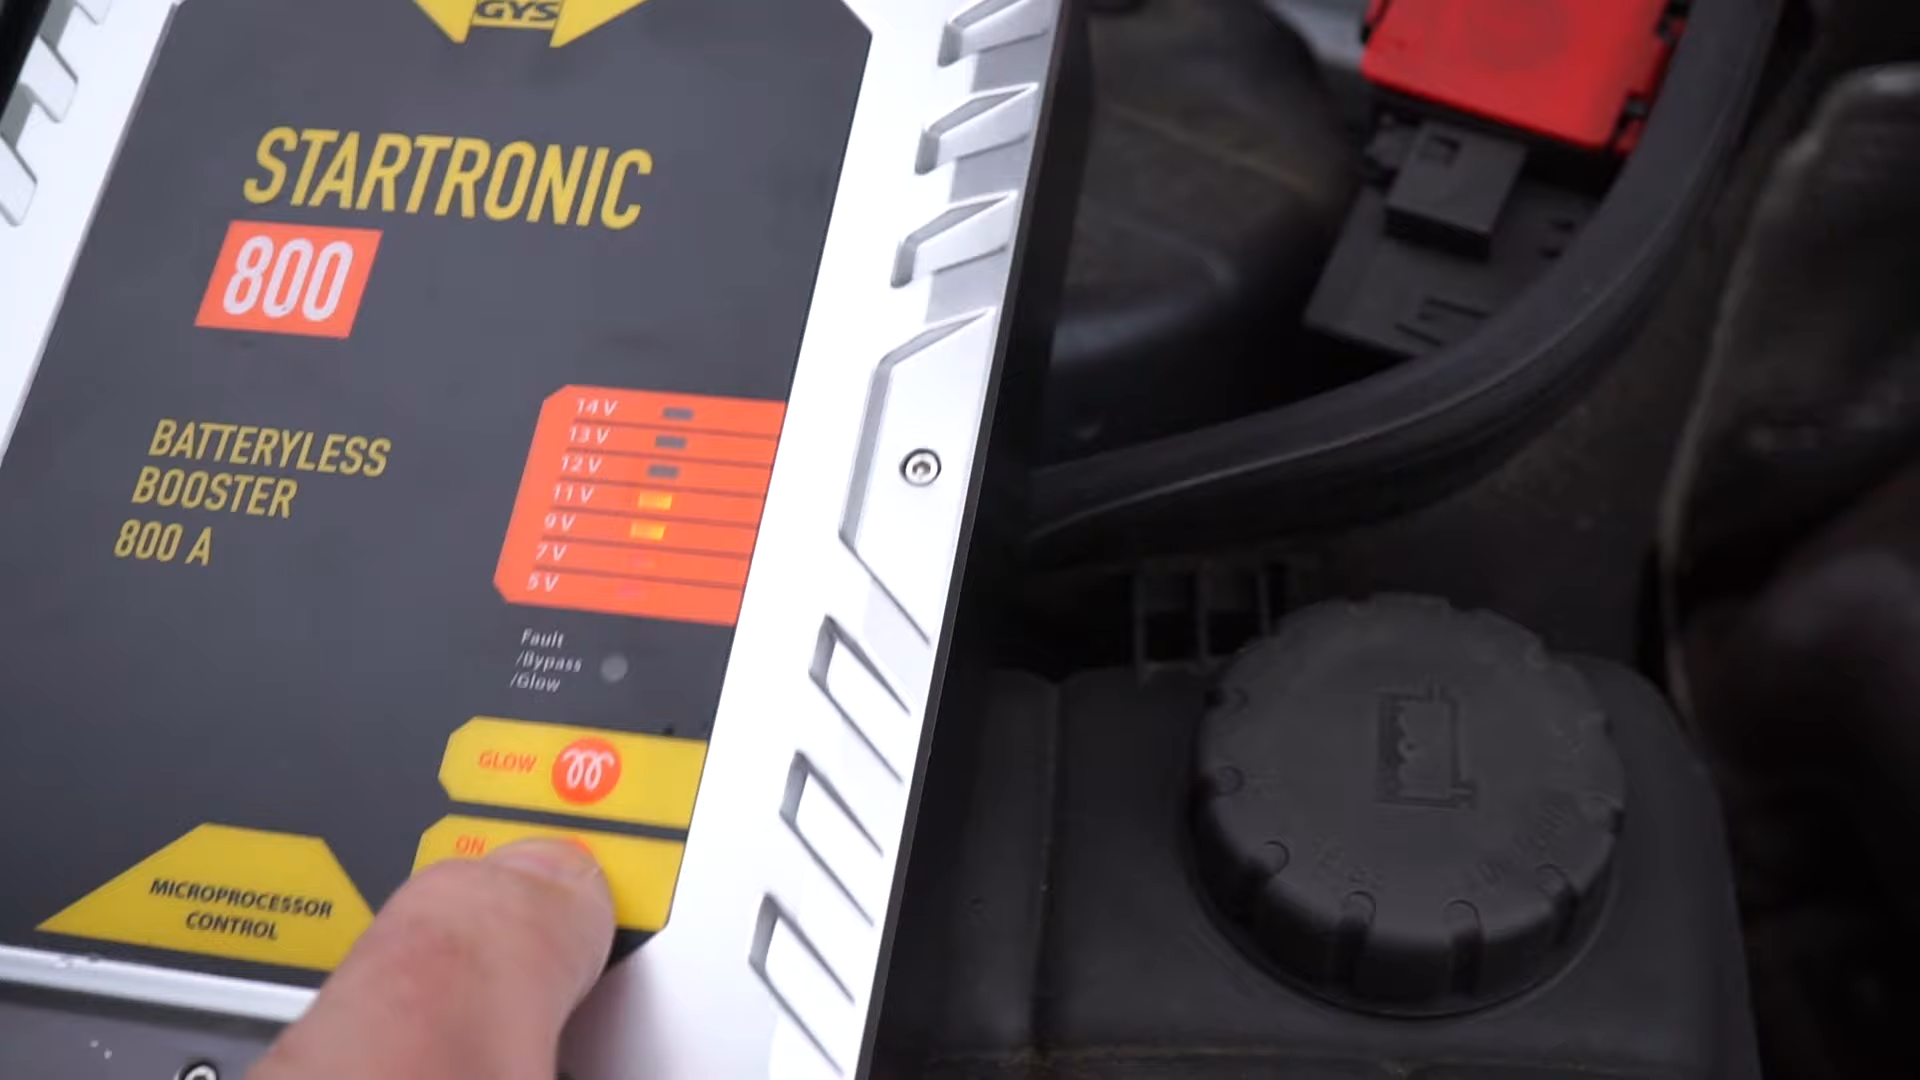 GYS
STARTRONIC
800
BATTERYLESS
BOOSTER
800 A
14 V
13 V
12 V
11 V
9 V
7 V
5 V
Fault
/Bypass
/Glow
GLOW
ON
MICROPROCESSOR
CONTROL